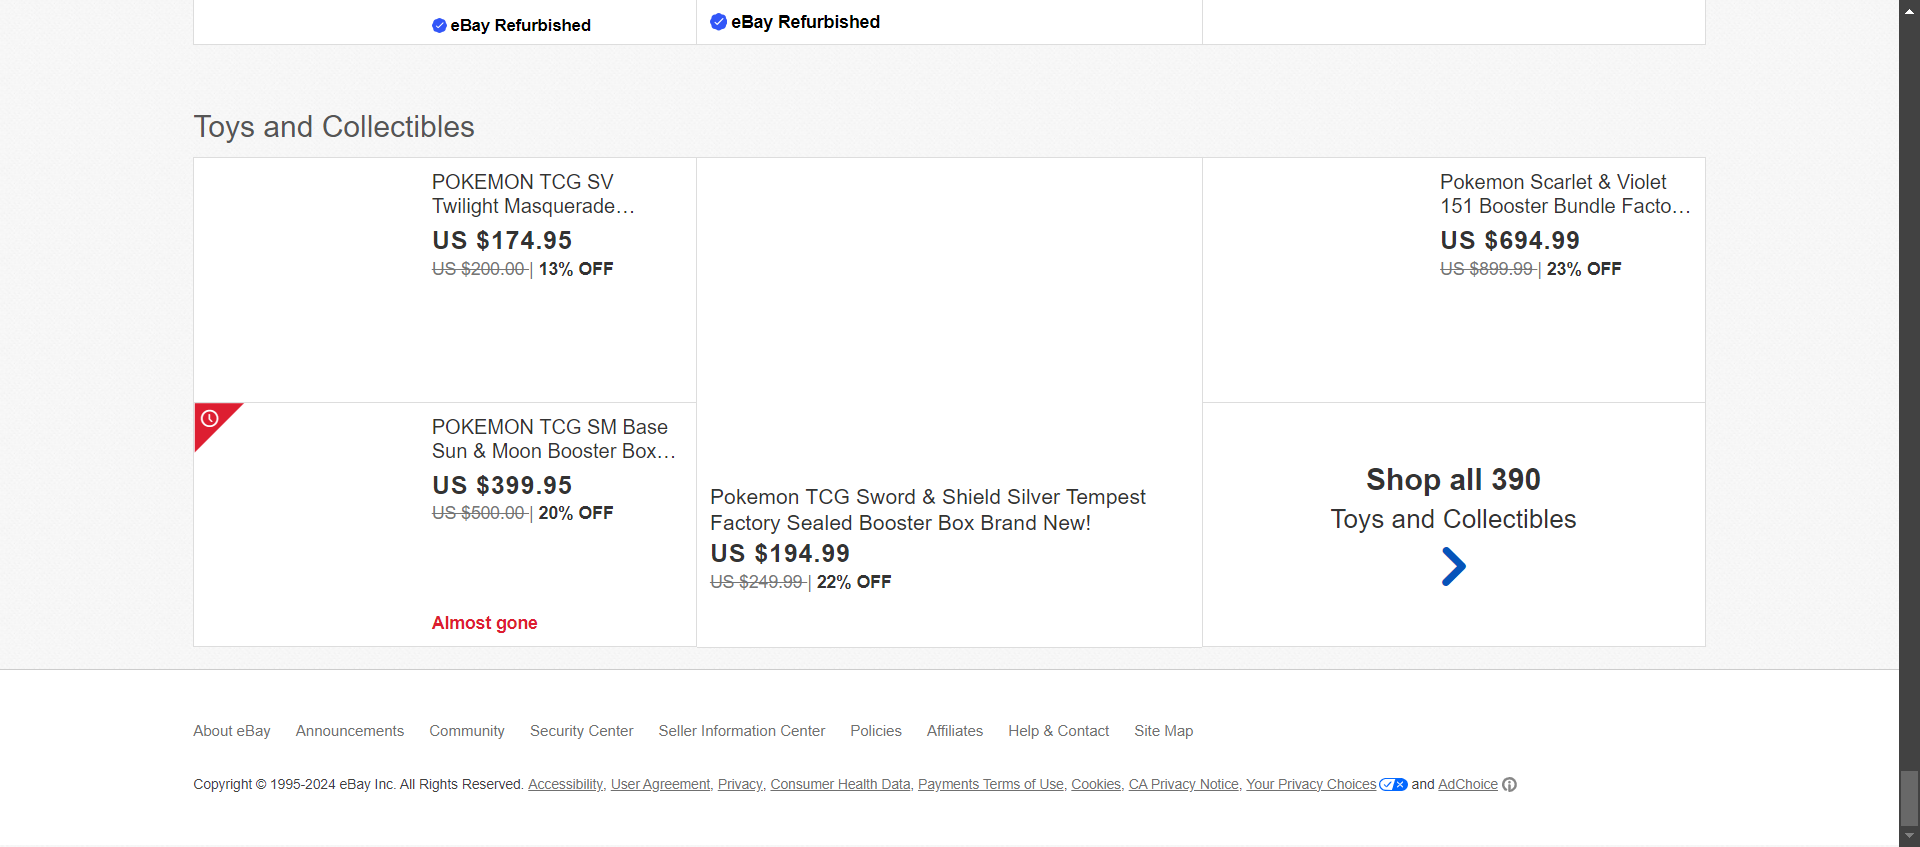 eBay Refurbished
eBay Refurbished
Toys and Collectibles
POKEMON TCG SV
Twilight Masquerade…
US $174.95
US $200.00 | 13% OFF
POKEMON TCG SM Base
Sun & Moon Booster Box…
US $399.95
US $500.00 | 20% OFF
Almost gone
Pokemon TCG Sword & Shield Silver Tempest
Factory Sealed Booster Box Brand New!
US $194.99
US $249.99 | 22% OFF
Pokemon Scarlet & Violet
151 Booster Bundle Facto…
US $694.99
US $899.99 | 23% OFF
Shop all 390
Toys and Collectibles
About eBay Announcements Community Security Center Seller Information Center Policies Affiliates Help & Contact Site Map
Copyright © 1995-2024 eBay Inc. All Rights Reserved. Accessibility, User Agreement, Privacy, Consumer Health Data, Payments Terms of Use, Cookies, CA Privacy Notice, Your Privacy Choices and AdChoice